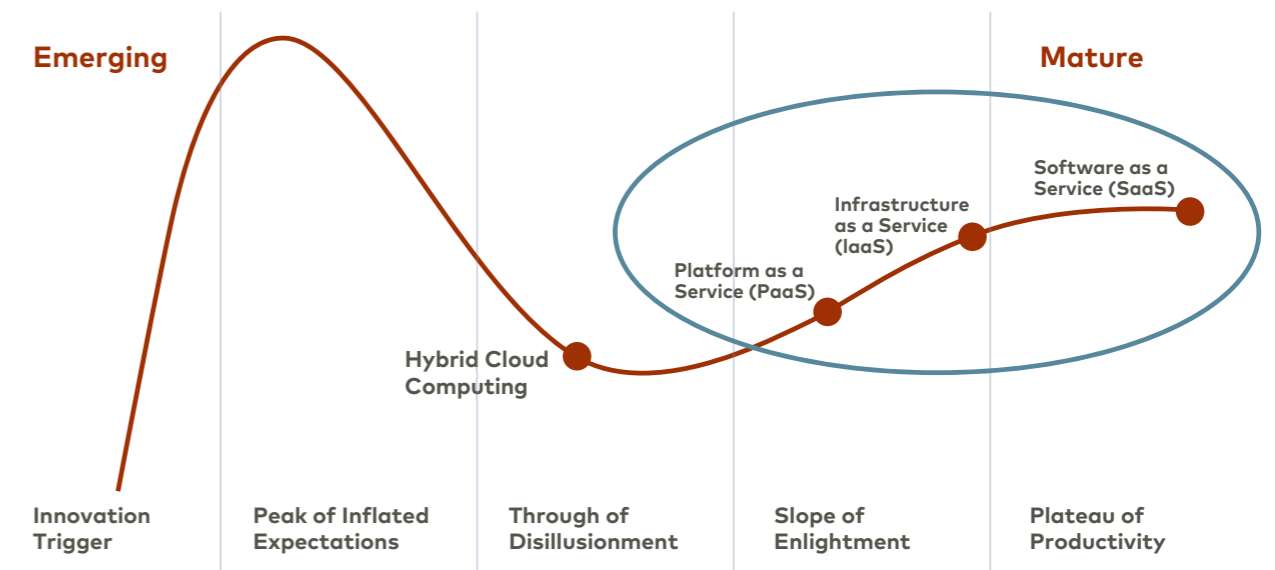 Emerging
Mature
Software as a
Service (SaaS)
Infrastructure
as a Service
(IaaS)
Platform as a
Service (PaaS)
Hybrid Cloud
Computing
Innovation
Trigger
Peak of Inflated
Expectations
Through of
Disillusionment
Slope of
Enlightment
Plateau of
Productivity